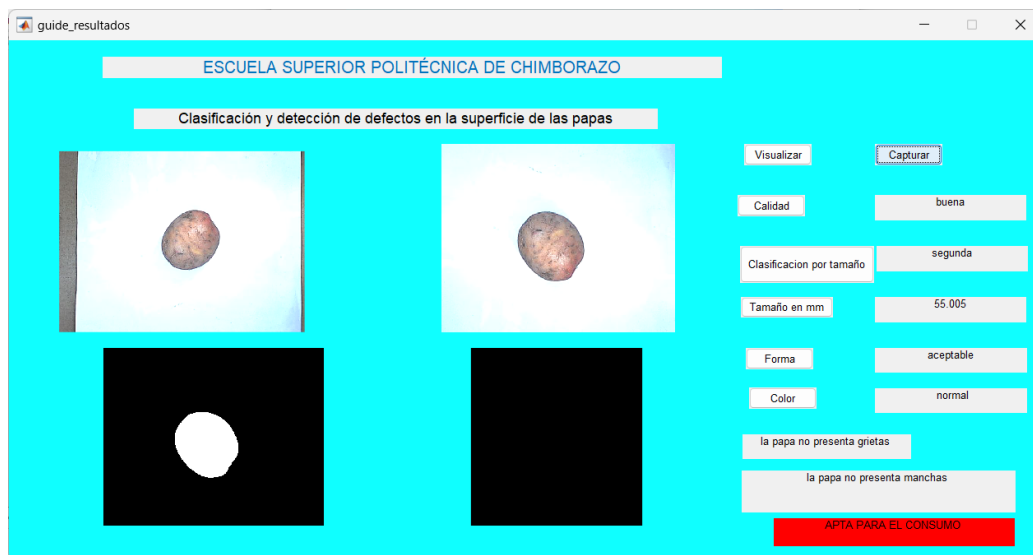 guide_resultados
ESCUELA SUPERIOR POLITÉCNICA DE CHIMBORAZO
Clasificación y detección de defectos en la superficie de las papas
Visualizar
Capturar
Calidad
buena
Clasificacion por tamaño
segunda
Tamaño en mm
55.005
Forma
aceptable
Color
normal
la papa no presenta grietas
la papa no presenta manchas
APTA PARA EL CONSUMO